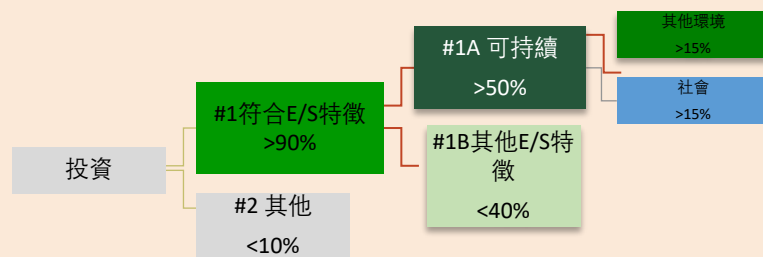 投資
#1符合E/S特徵
>90%
#2 其他
<10%
#1A 可持續
>50%
#1B其他E/S特
徵
<40%
其他環境
>15%
社會
>15%